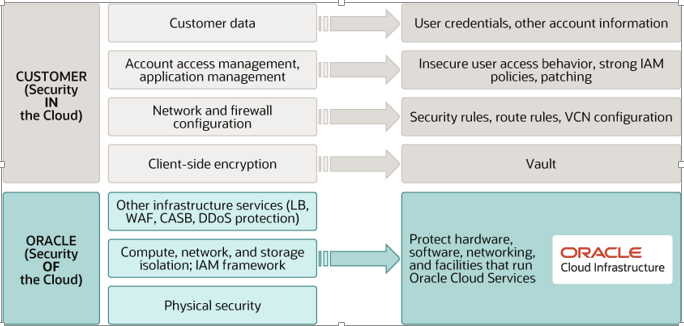 CUSTOMER
(Security
IN
the Cloud)
Customer data
User credentials, other account information
Account access management,
application management
Insecure user access behavior, strong IAM
policies, patching
Network and firewall
configuration
Security rules, route rules, VCN configuration
Client-side encryption
Vault
ORACLE
(Security
OF
the Cloud)
Other infrastructure services (LB,
WAF, CASB, DDoS protection)
Compute, network, and storage
isolation; IAM framework
Physical security
Protect hardware,
software, networking,
and facilities that run
Oracle Cloud Services
ORACLE
Cloud Infrastructure